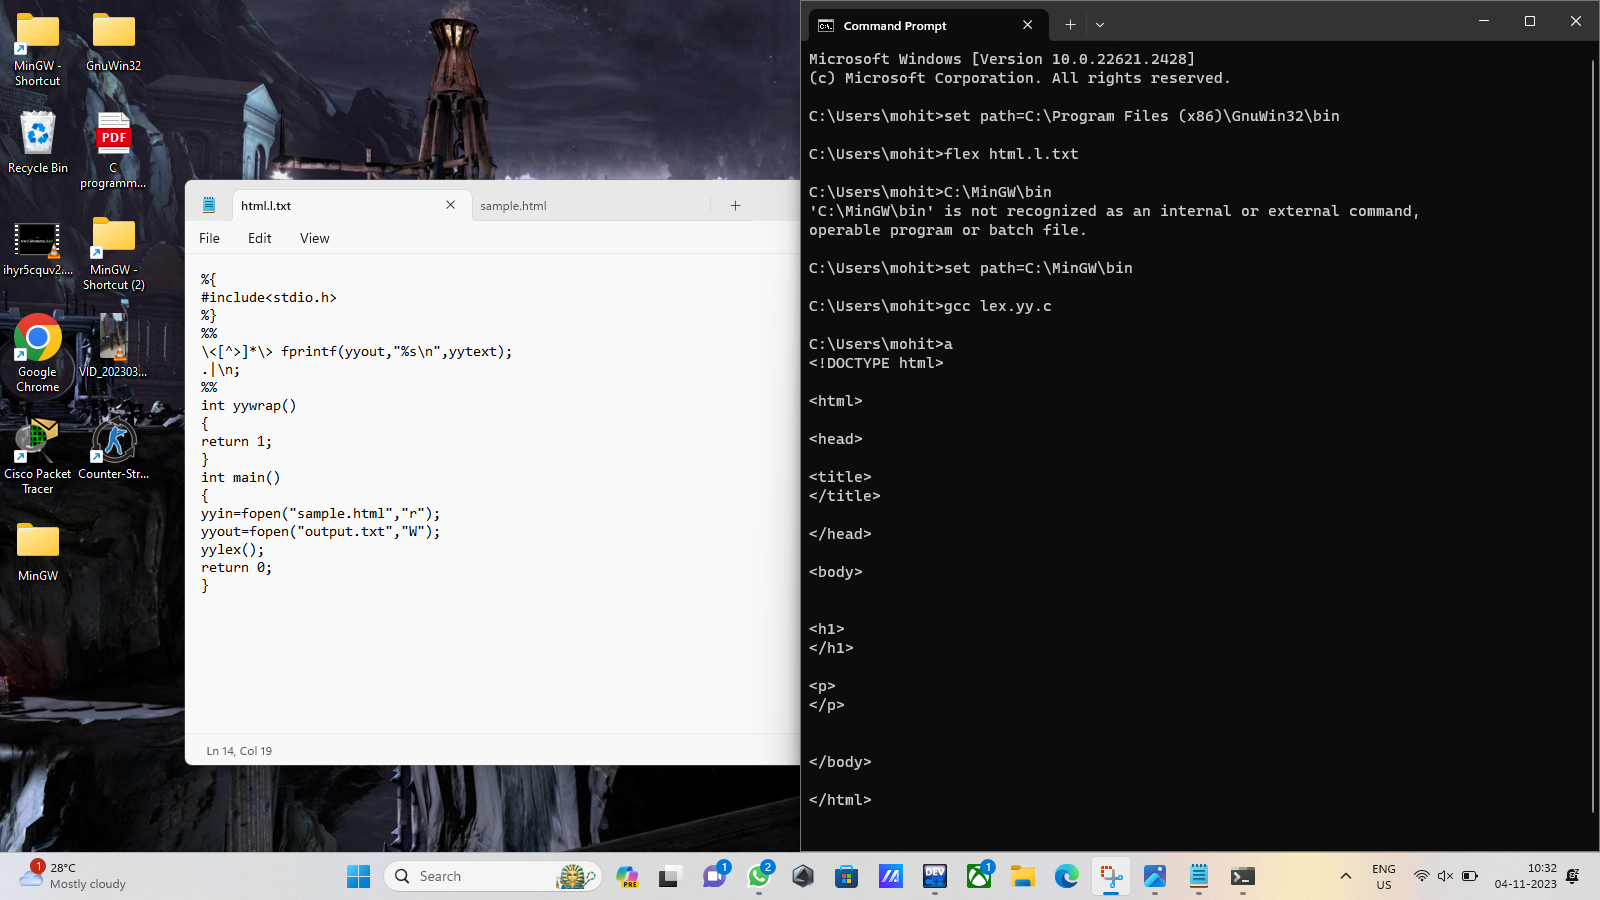 MinGW -
Shortcut
GnuWin32
Recycle Bin
PDF
C
programm...
ihyr5cquv2....
MinGW -
Shortcut (2)
Google
Chrome
VID_202303...
Cisco Packet
Tracer
Counter-Str...
MinGW
html.l.txt
sample.html
File Edit View
%{
#include<stdio.h>
%}
%%
\<[^>]*\> fprintf(yyout,"%s\n",yytext);
.|\n;
%%
int yywrap()
{
return 1;
}
int main()
{
yyin=fopen("sample.html","r");
yyout=fopen("output.txt","W");
yylex();
return 0;
}
Ln 14, Col 19
Command Prompt
Microsoft Windows [Version 10.0.22621.2428]
(c) Microsoft Corporation. All rights reserved.
C:\Users\mohit>set path=C:\Program Files (x86)\GnuWin32\bin
C:\Users\mohit>flex html.l.txt
C:\Users\mohit>C:\MinGW\bin
'C:\MinGW\bin' is not recognized as an internal or external command,
operable program or batch file.
C:\Users\mohit>set path=C:\MinGW\bin
C:\Users\mohit>gcc lex.yy.c
C:\Users\mohit>a
<!DOCTYPE html>
<html>
<head>
<title>
</title>
</head>
<body>
<h1>
</h1>
<p>
</p>
</body>
</html>
1
28°C
Mostly cloudy
Search
PRE
1
2
DEV
1
ENG
US
10:32
04-11-2023